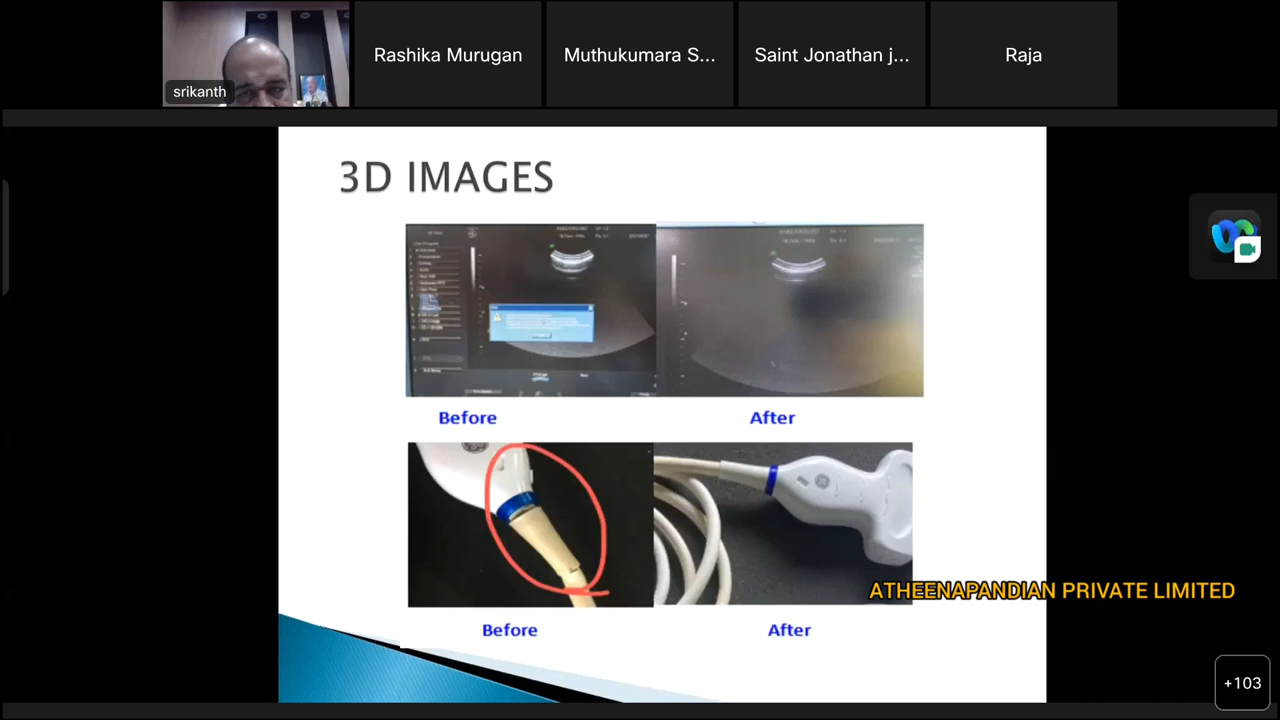 Rashika Murugan
Muthukumara S...
Saint Jonathan j...
Raja
srikanth
3D IMAGES
Before
After
ATHEENAPANDIAN PRIVATE LIMITED
Before
After
+103